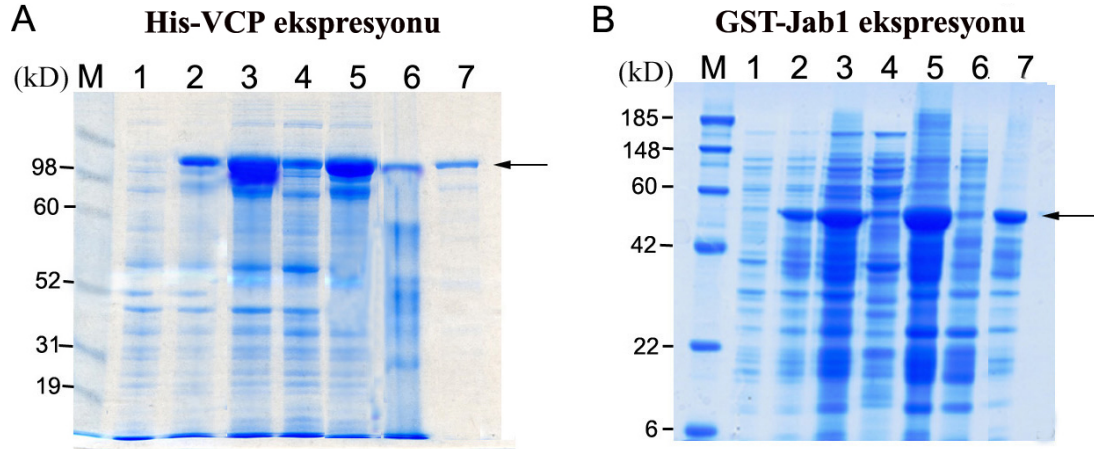 A His-VCP ekspresyonu
(kD) M 1 2 3 4 5 6 7
98
60
52
31
19
B GST-Jab1 ekspresyonu
(kD) M 1 2 3 4 5 6 7
185
148
60
42
22
6